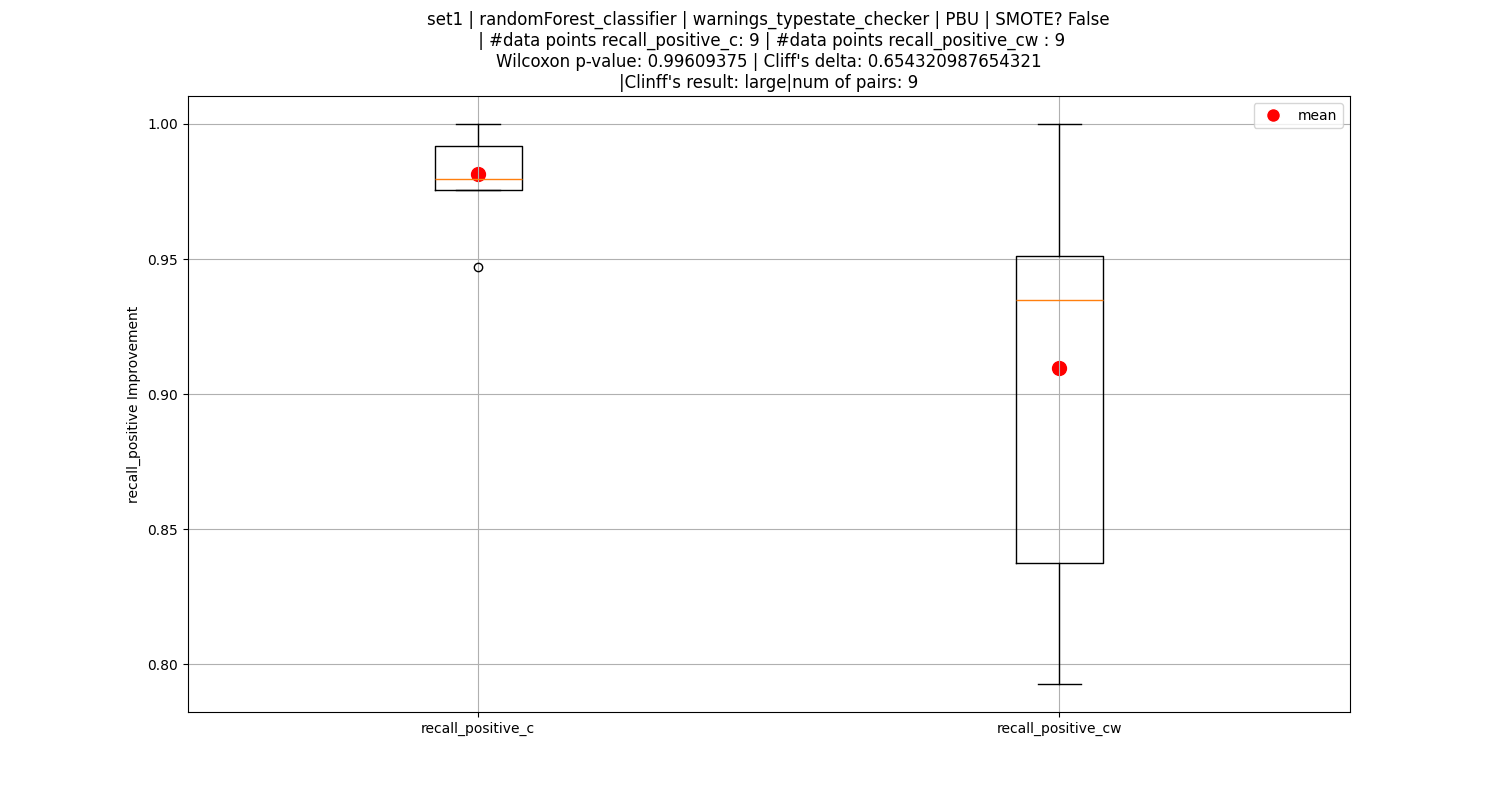 set1 | randomForest_classifier | warnings_typestate_checker | PBU | SMOTE? False
| #data points recall_positive_c: 9 | #data points recall_positive_cw : 9
Wilcoxon p-value: 0.99609375 | Cliff's delta: 0.654320987654321
|Clinff's result: large|num of pairs: 9
mean
1.00
0.95
0.90
0.85
0.80
recall_positive Improvement
recall_positive_c
recall_positive_cw